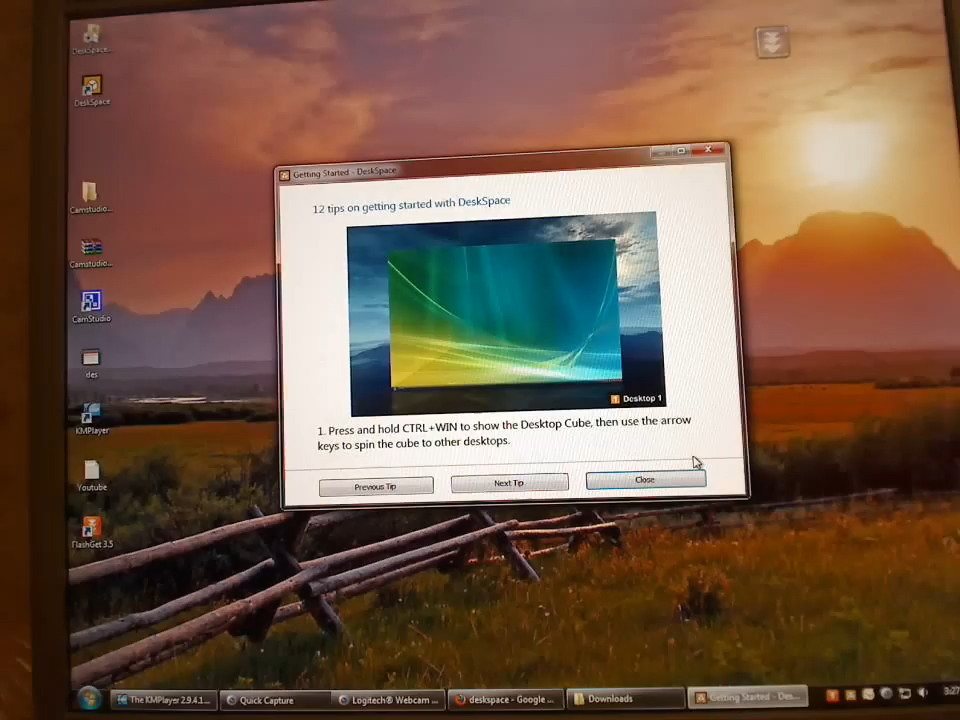 DeskSpace...
DeskSpace
Camstudio...
Camstudio...
CamStudio
des
KMPlayer
Youtube
FlashGet 3.5
Getting Started - DeskSpace
12 tips on getting started with DeskSpace
1 Desktop 1
1. Press and hold CTRL+WIN to show the Desktop Cube, then use the arrow
keys to spin the cube to other desktops.
Previous Tip
Next Tip
Close
The KMPlayer 2.9.4.1...
Quick Capture
Logitech® Webcam ...
deskspace - Google ...
Downloads
Getting Started - Des...
3:27